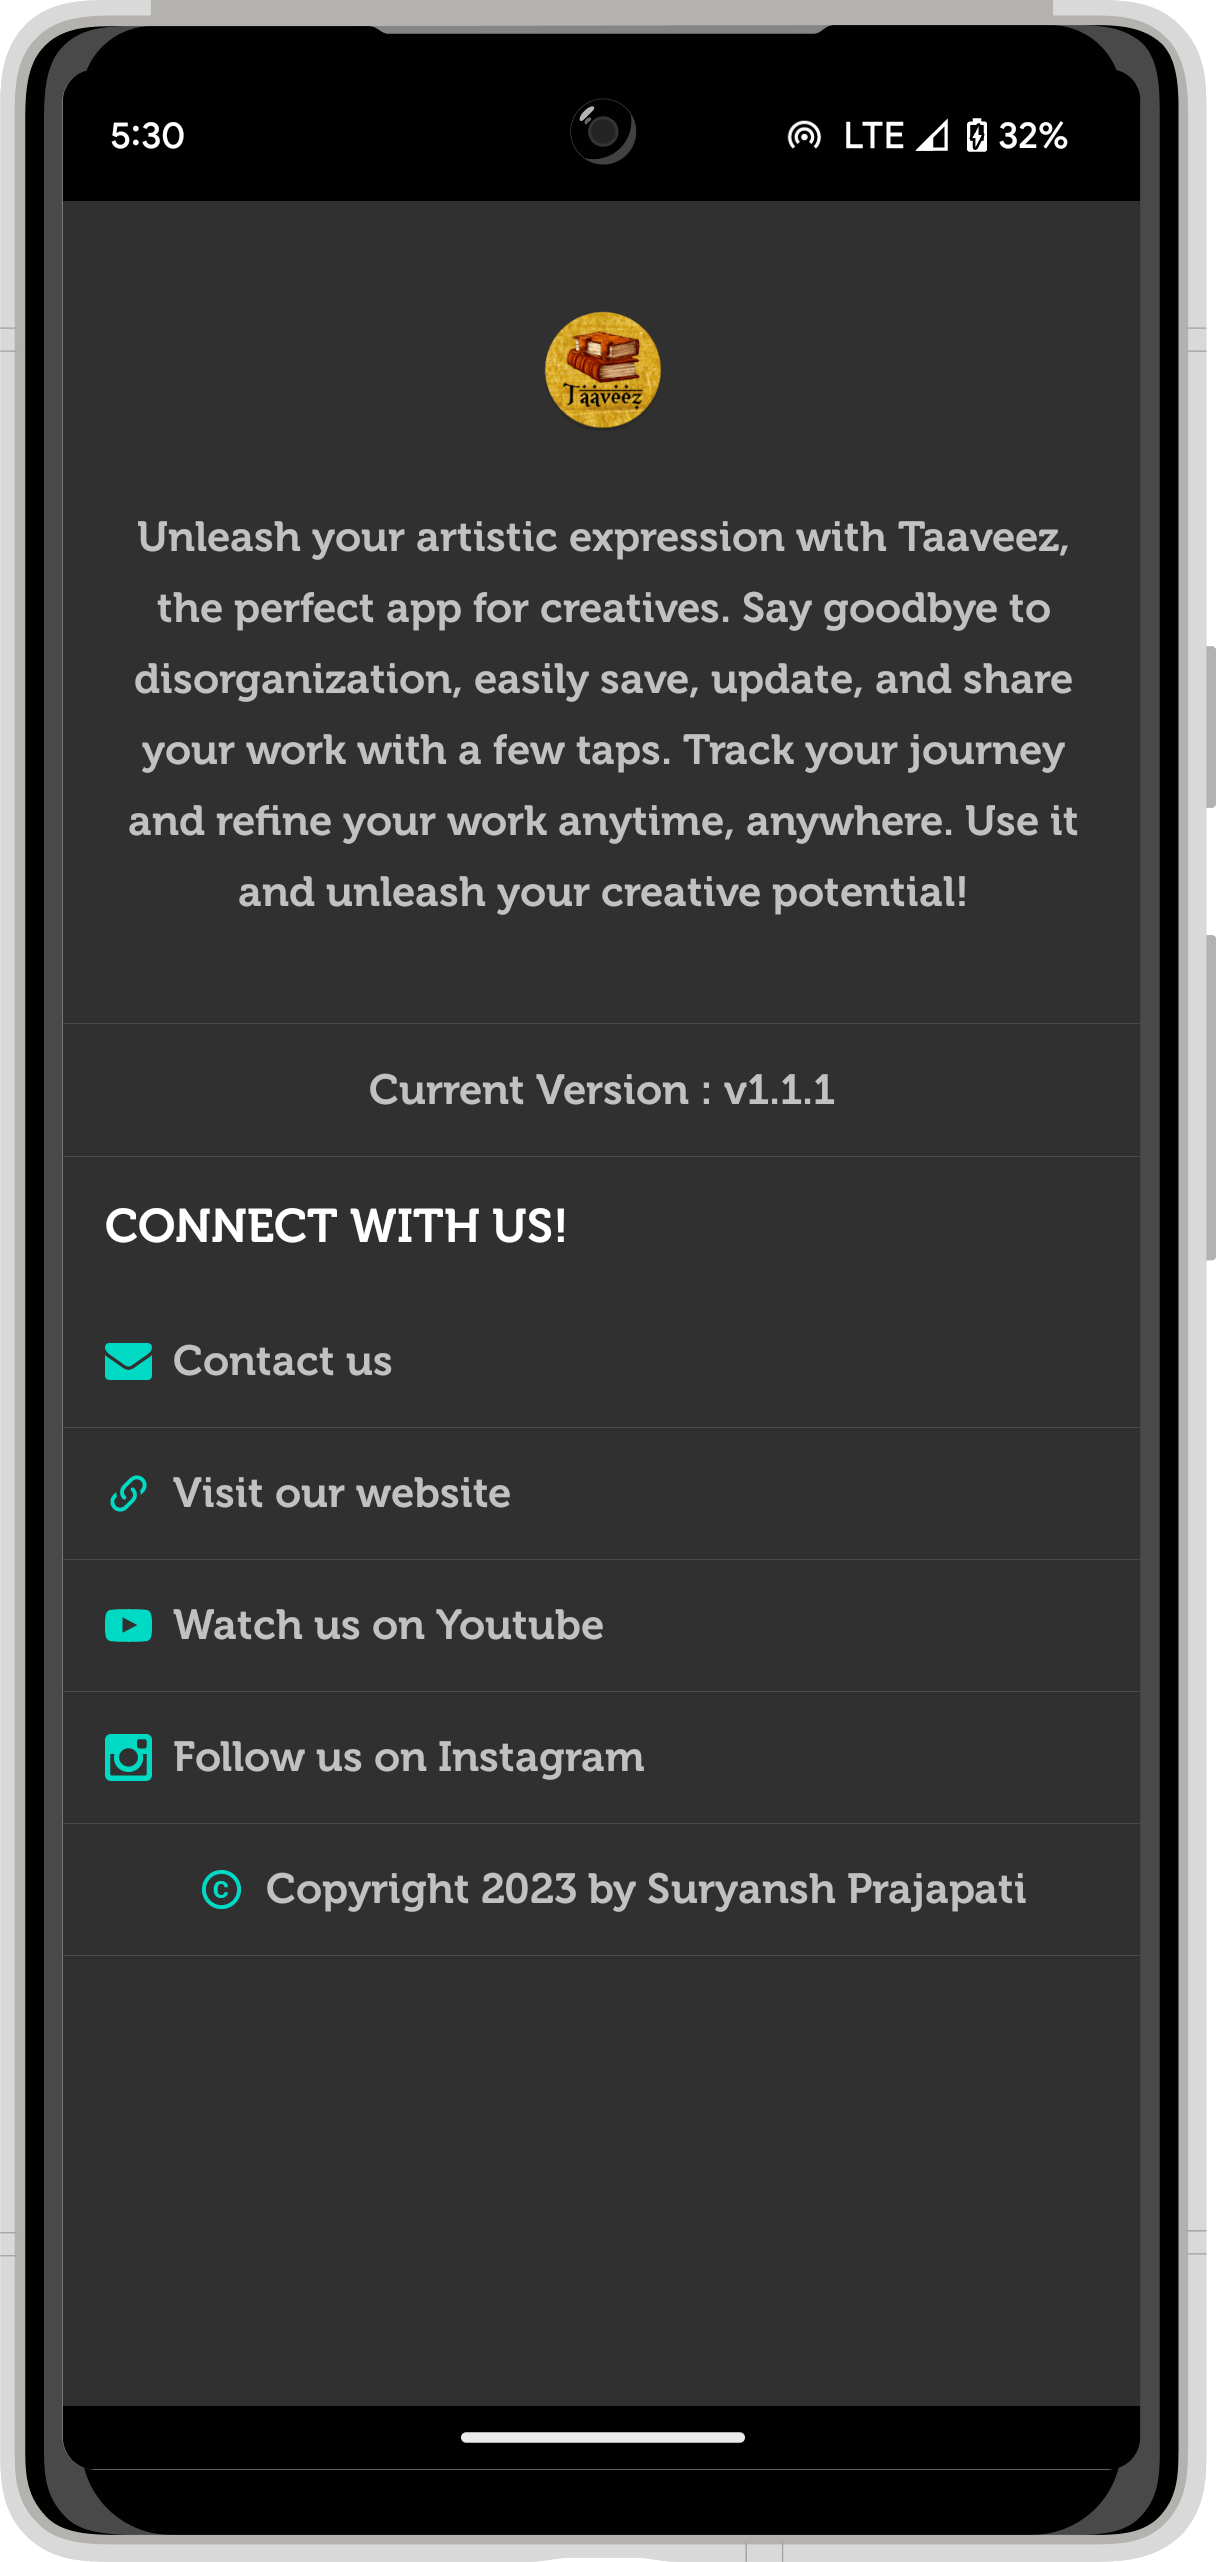 5:30 LTE 32%
Taaveez
Unleash your artistic expression with Taaveez,
the perfect app for creatives. Say goodbye to
disorganization, easily save, update, and share
your work with a few taps. Track your journey
and refine your work anytime, anywhere. Use it
and unleash your creative potential!
Current Version : v1.1.1
CONNECT WITH US!
Contact us
Visit our website
Watch us on Youtube
Follow us on Instagram
© Copyright 2023 by Suryansh Prajapati